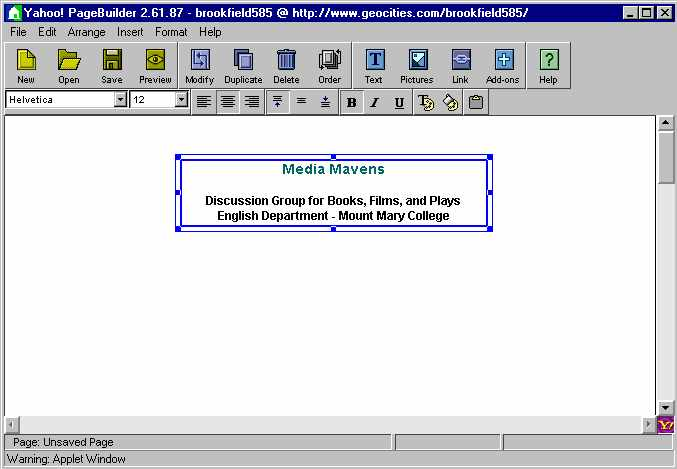 Yahoo! PageBuilder 2.61.87 - brookfield585 @ http://www.geocities.com/brookfield585/
File Edit Arrange Insert Format Help
New Open Save Preview Modify Duplicate Delete Order Text Pictures Link Add-ons Help
Helvetica 12 B I U
Media Mavens
Discussion Group for Books, Films, and Plays
English Department - Mount Mary College
Y!
Page: Unsaved Page
Warning: Applet Window